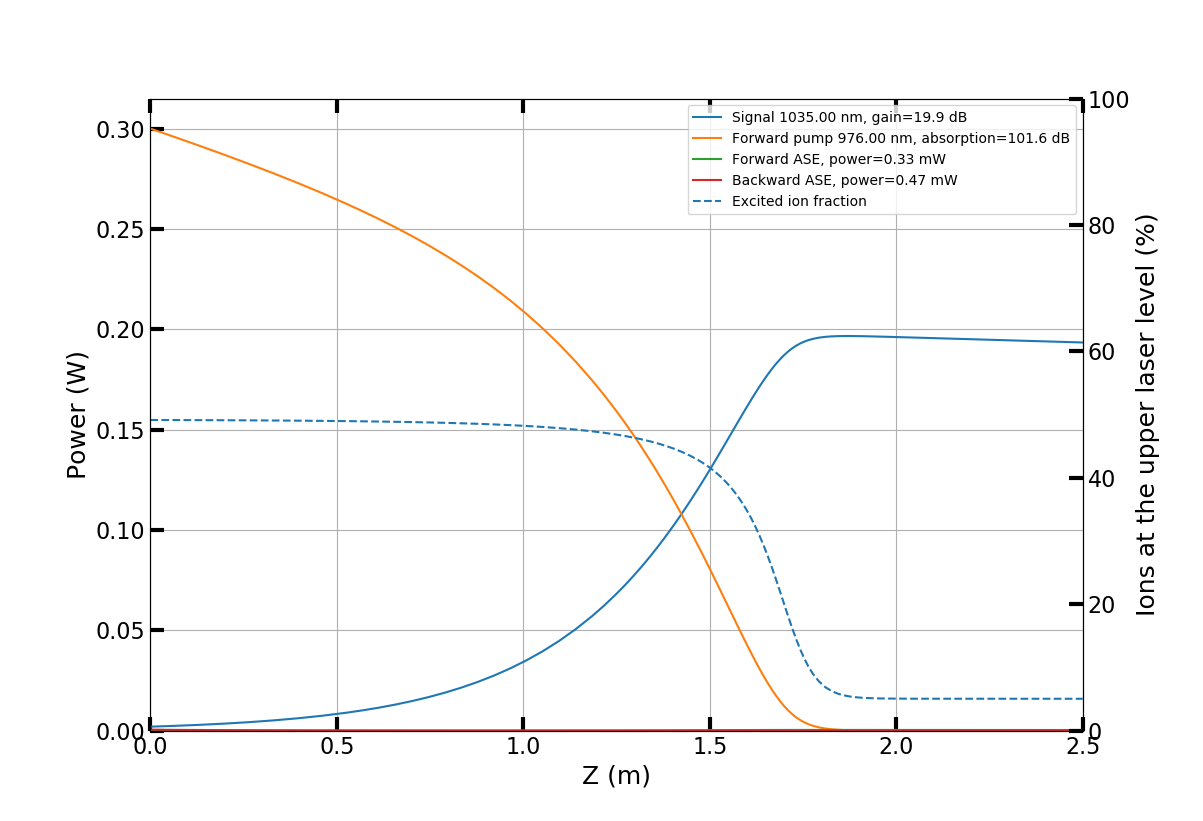 Signal 1035.00 nm, gain=19.9 dB
Forward pump 976.00 nm, absorption=101.6 dB
Forward ASE, power=0.33 mW
Backward ASE, power=0.47 mW
Excited ion fraction
0.30
0.25
0.20
0.15
0.10
0.05
0.00
Power (W)
100
80
60
40
20
0
Ions at the upper laser level (%)
0.0
0.5
1.0
1.5
2.0
2.5
Z (m)